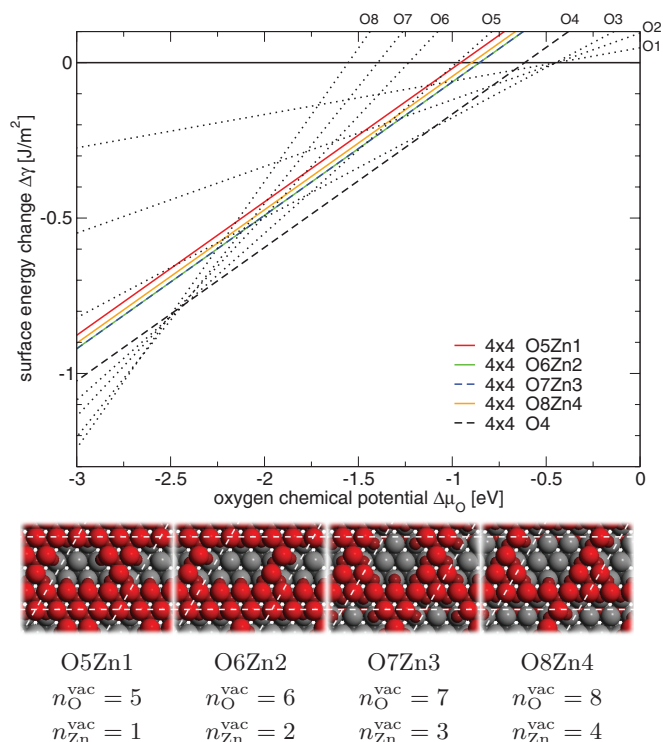 O8 O7 O6 O5 O4 O3
O2
O1
0
-0.5
-1
surface energy change Δγ [J/m²]
4x4 O5Zn1
4x4 O6Zn2
4x4 O7Zn3
4x4 O8Zn4
4x4 O4
-3 -2.5 -2 -1.5 -1 -0.5 0
oxygen chemical potential Δμ_O [eV]
O5Zn1 O6Zn2 O7Zn3 O8Zn4
n_O^vac = 5 n_O^vac = 6 n_O^vac = 7 n_O^vac = 8
n_Zn^vac = 1 n_Zn^vac = 2 n_Zn^vac = 3 n_Zn^vac = 4